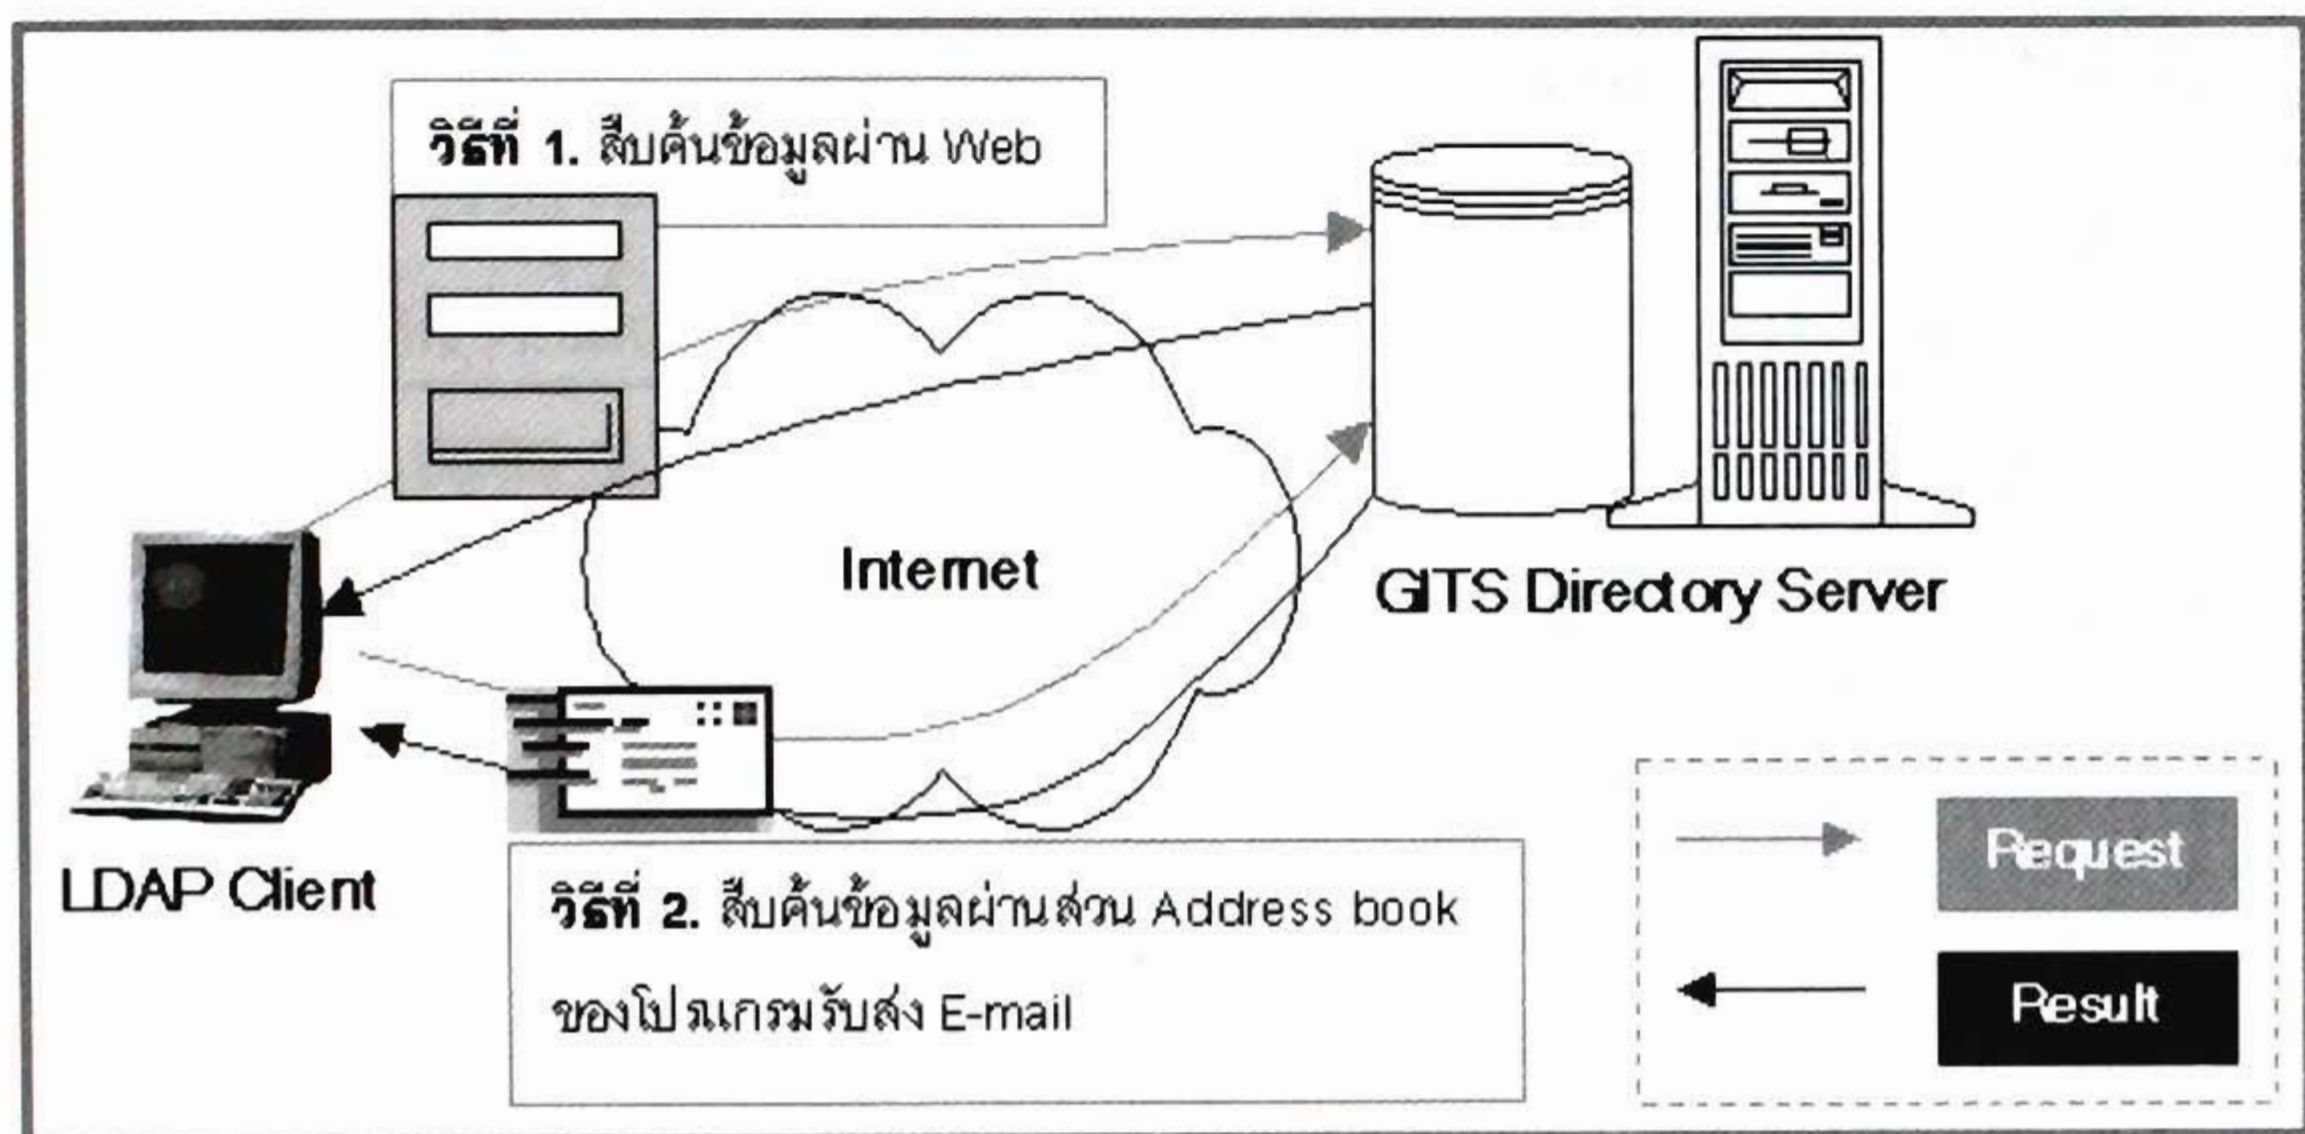 วิธีที่ 1. สืบค้นข้อมูลผ่าน Web
Internet
GITS Directory Server
LDAP Client
วิธีที่ 2. สืบค้นข้อมูลผ่านส่วน Address book
ของโปรแกรมรับส่ง E-mail
Request
Result